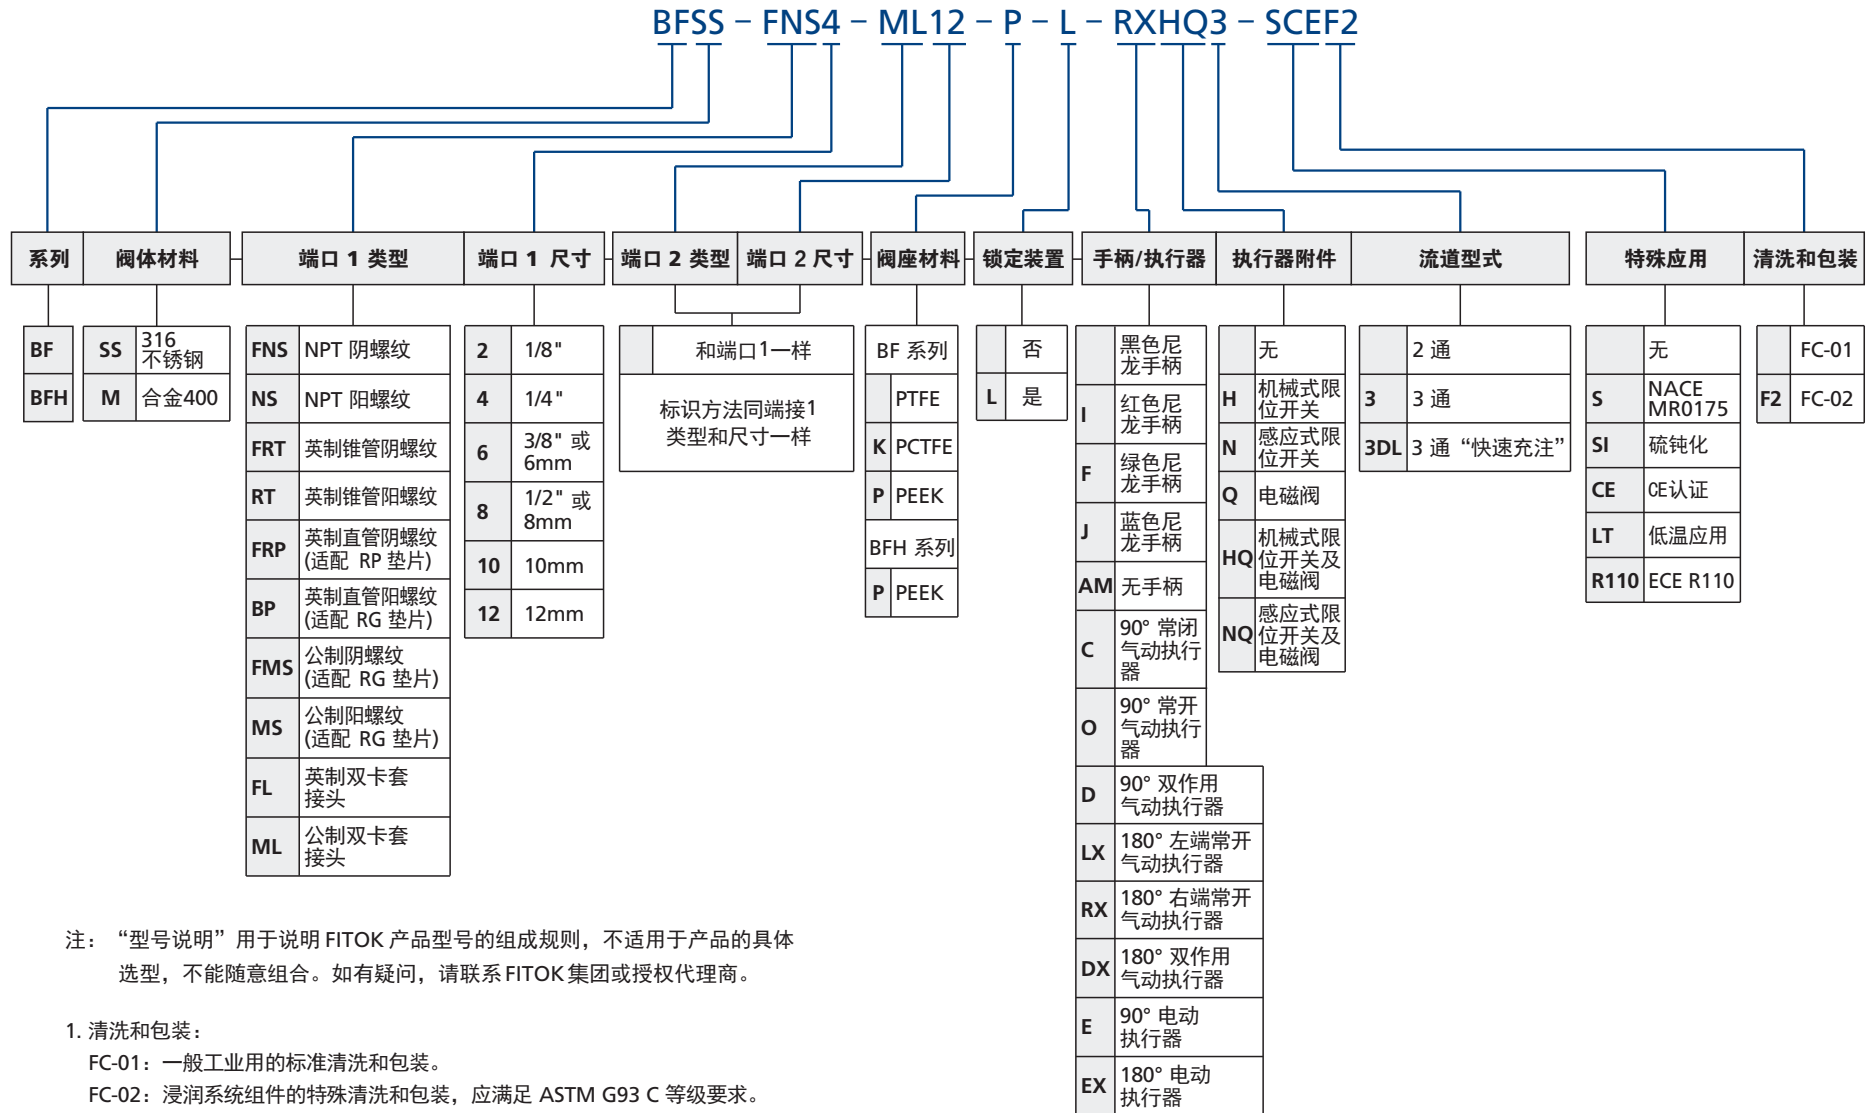 BFSS – FNS4 – ML12 – P – L – RXHQ3 – SCEF2
系列
阀体材料
端口 1 类型
端口 1 尺寸
端口 2 类型
端口 2 尺寸
阀座材料
锁定装置
手柄/执行器
执行器附件
流道型式
特殊应用
清洗和包装
BF
BFH
SS 316
不锈钢
M 合金400
FNS NPT 阴螺纹
NS NPT 阳螺纹
FRT 英制锥管阴螺纹
RT 英制锥管阳螺纹
FRP 英制直管阴螺纹
(适配 RP 垫片)
BP 英制直管阳螺纹
(适配 RG 垫片)
FMS 公制阴螺纹
(适配 RG 垫片)
MS 公制阳螺纹
(适配 RG 垫片)
FL 英制双卡套
接头
ML 公制双卡套
接头
2 1/8"
4 1/4"
6 3/8" 或
6mm
8 1/2" 或
8mm
10 10mm
12 12mm
和端口1一样
标识方法同端接1
类型和尺寸一样
BF 系列
PTFE
K PCTFE
P PEEK
BFH 系列
P PEEK
否
L 是
黑色尼
龙手柄
I 红色尼
龙手柄
F 绿色尼
龙手柄
J 蓝色尼
龙手柄
AM 无手柄
C 90° 常闭
气动执行
器
O 90° 常开
气动执行
器
D 90° 双作用
气动执行器
LX 180° 左端常开
气动执行器
RX 180° 右端常开
气动执行器
DX 180° 双作用
气动执行器
E 90° 电动
执行器
EX 180° 电动
执行器
无
H 机械式限
位开关
N 感应式限
位开关
Q 电磁阀
HQ 机械式限
位开关及
电磁阀
NQ 感应式限
位开关及
电磁阀
2 通
3 3 通
3DL 3 通“快速充注”
无
S NACE
MR0175
SI 硫钝化
CE CE认证
LT 低温应用
R110 ECE R110
FC-01
F2 FC-02
注：“型号说明”用于说明 FITOK 产品型号的组成规则，不适用于产品的具体
选型，不能随意组合。如有疑问，请联系 FITOK 集团或授权代理商。
1. 清洗和包装：
FC-01：一般工业用的标准清洗和包装。
FC-02：浸润系统组件的特殊清洗和包装，应满足 ASTM G93 C 等级要求。